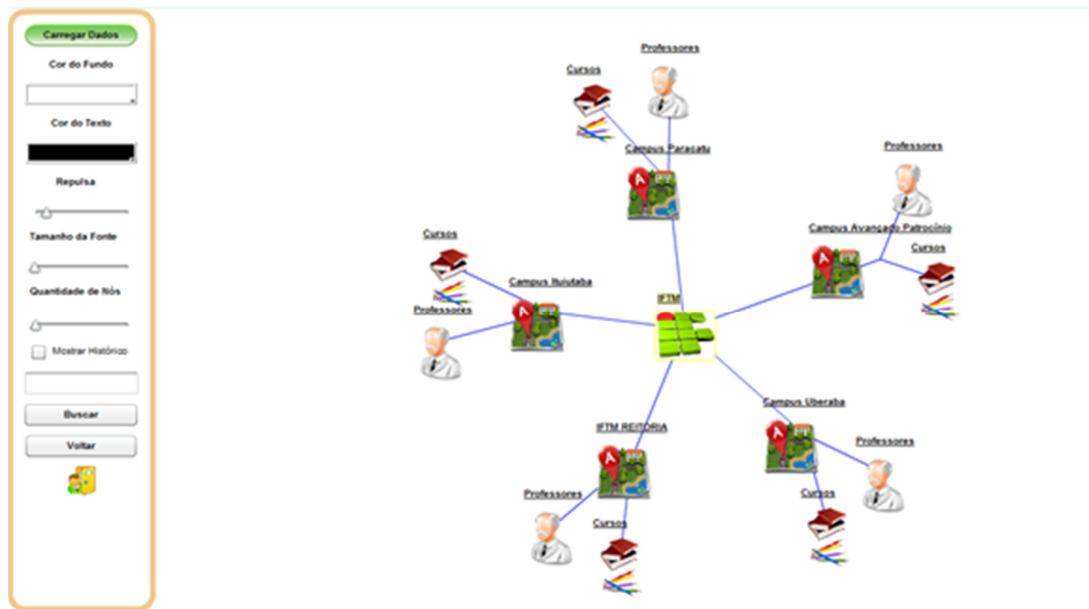 Carregar Dados
Cor do Fundo
Cor do Texto
Repulsa
Tamanho da Fonte
Quantidade de Nós
Mostrar Histórico
Buscar
Voltar
Professores
Cursos
Campus Paracatu
A
Professores
Campus Avançado Patrocínio
Cursos
A
Cursos
Campus Ituiutaba
A
Professores
IFTM
Campus Uberaba
A
Professores
Cursos
IFTM REITORIA
A
Professores
Cursos